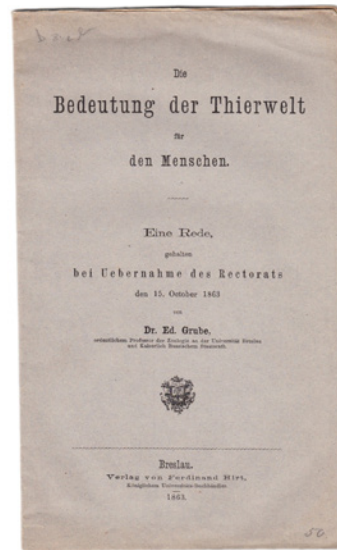 Die
Bedeutung der Thierwelt
für
den Menschen.
Eine Rede,
gehalten
bei Uebernahme des Rectorats
den 15. October 1863
von
Dr. Ed. Grube,
ordentlichem Professor der Zoologie an der Universität Breslau
und Kaiserlich Russischem Staatsrath.
Breslau.
Verlag von Ferdinand Hirt,
Königlichem Universitäts-Buchhändler.
1863.
50